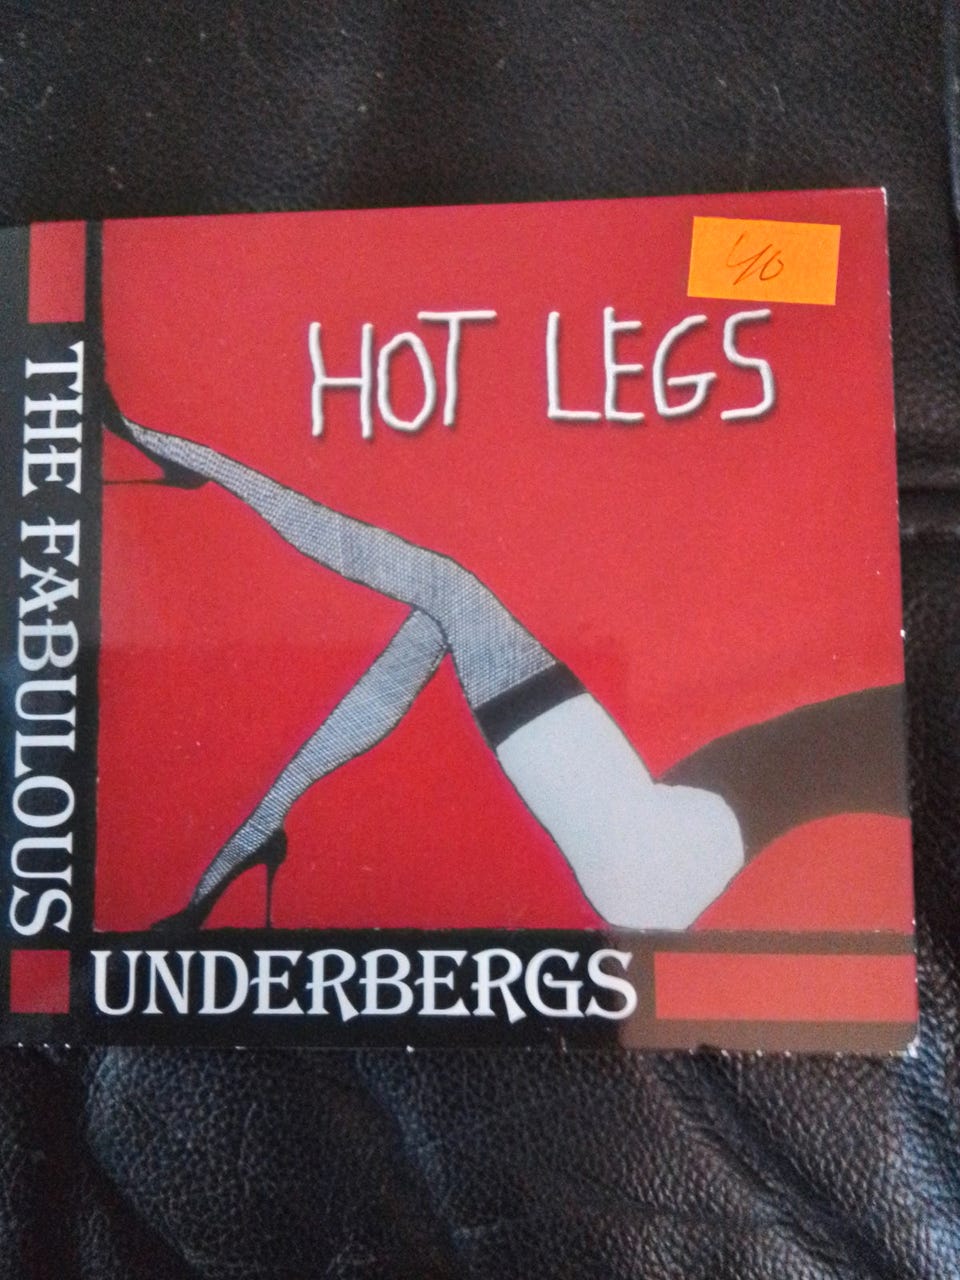 40
HOT LEGS
THE FABULOUS
UNDERBERGS